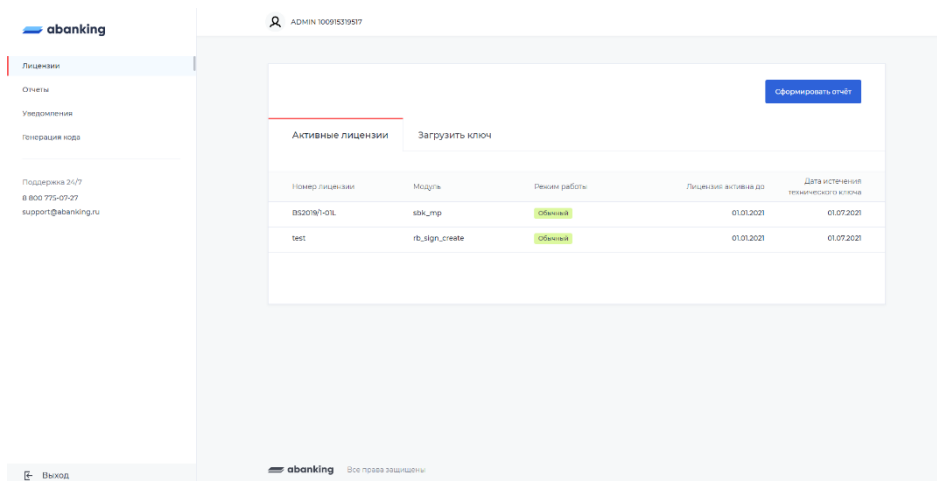 abanking
ADMIN 100915319517
Лицензии
Отчеты
Уведомления
Генерация кода
Поддержка 24/7
8 800 775-07-27
support@abanking.ru
Выход
Сформировать отчёт
Активные лицензии Загрузить ключ
Номер лицензии Модуль Режим работы Лицензия активна до Дата истечения технического ключа
BS2019/1-01L sbk_mp Обычный 01.01.2021 01.07.2021
test rb_sign_create Обычный 01.01.2021 01.07.2021
abanking Все права защищены